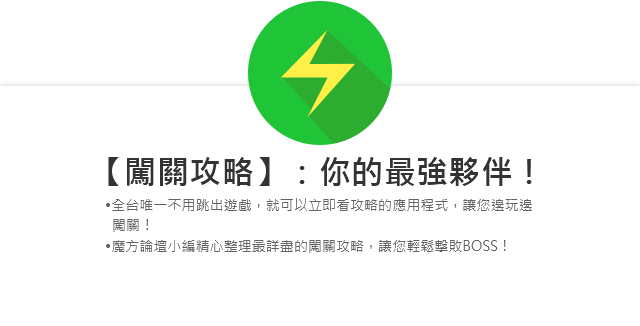 【闖關攻略】：你的最強夥伴！
•全台唯一不用跳出遊戲，就可以立即看攻略的應用程式，讓您邊玩邊
闖關！
•魔方論壇小編精心整理最詳盡的闖關攻略，讓您輕鬆擊敗BOSS！